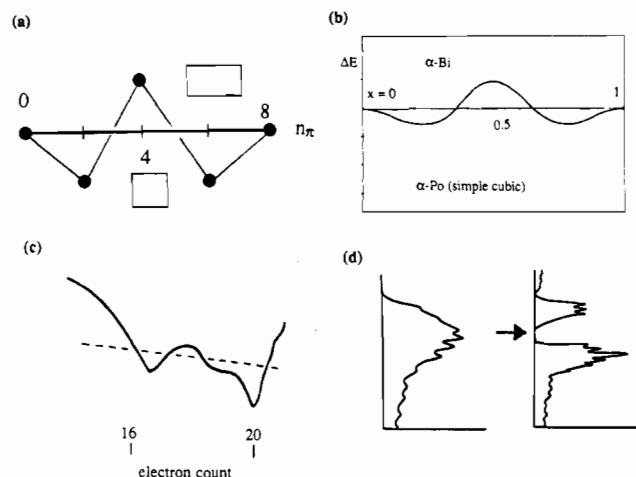 (a)
0
8
nπ
4
(b)
ΔE
α-Bi
x = 0
1
0.5
α-Po (simple cubic)
(c)
16
20
electron count
(d)